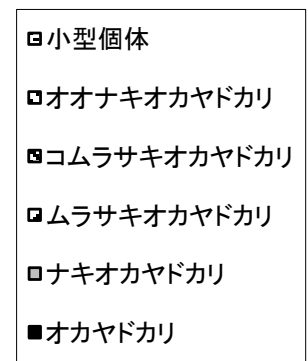 小型個体
オオナキオカヤドカリ
コムラサキオカヤドカリ
ムラサキオカヤドカリ
ナキオカヤドカリ
オカヤドカリ